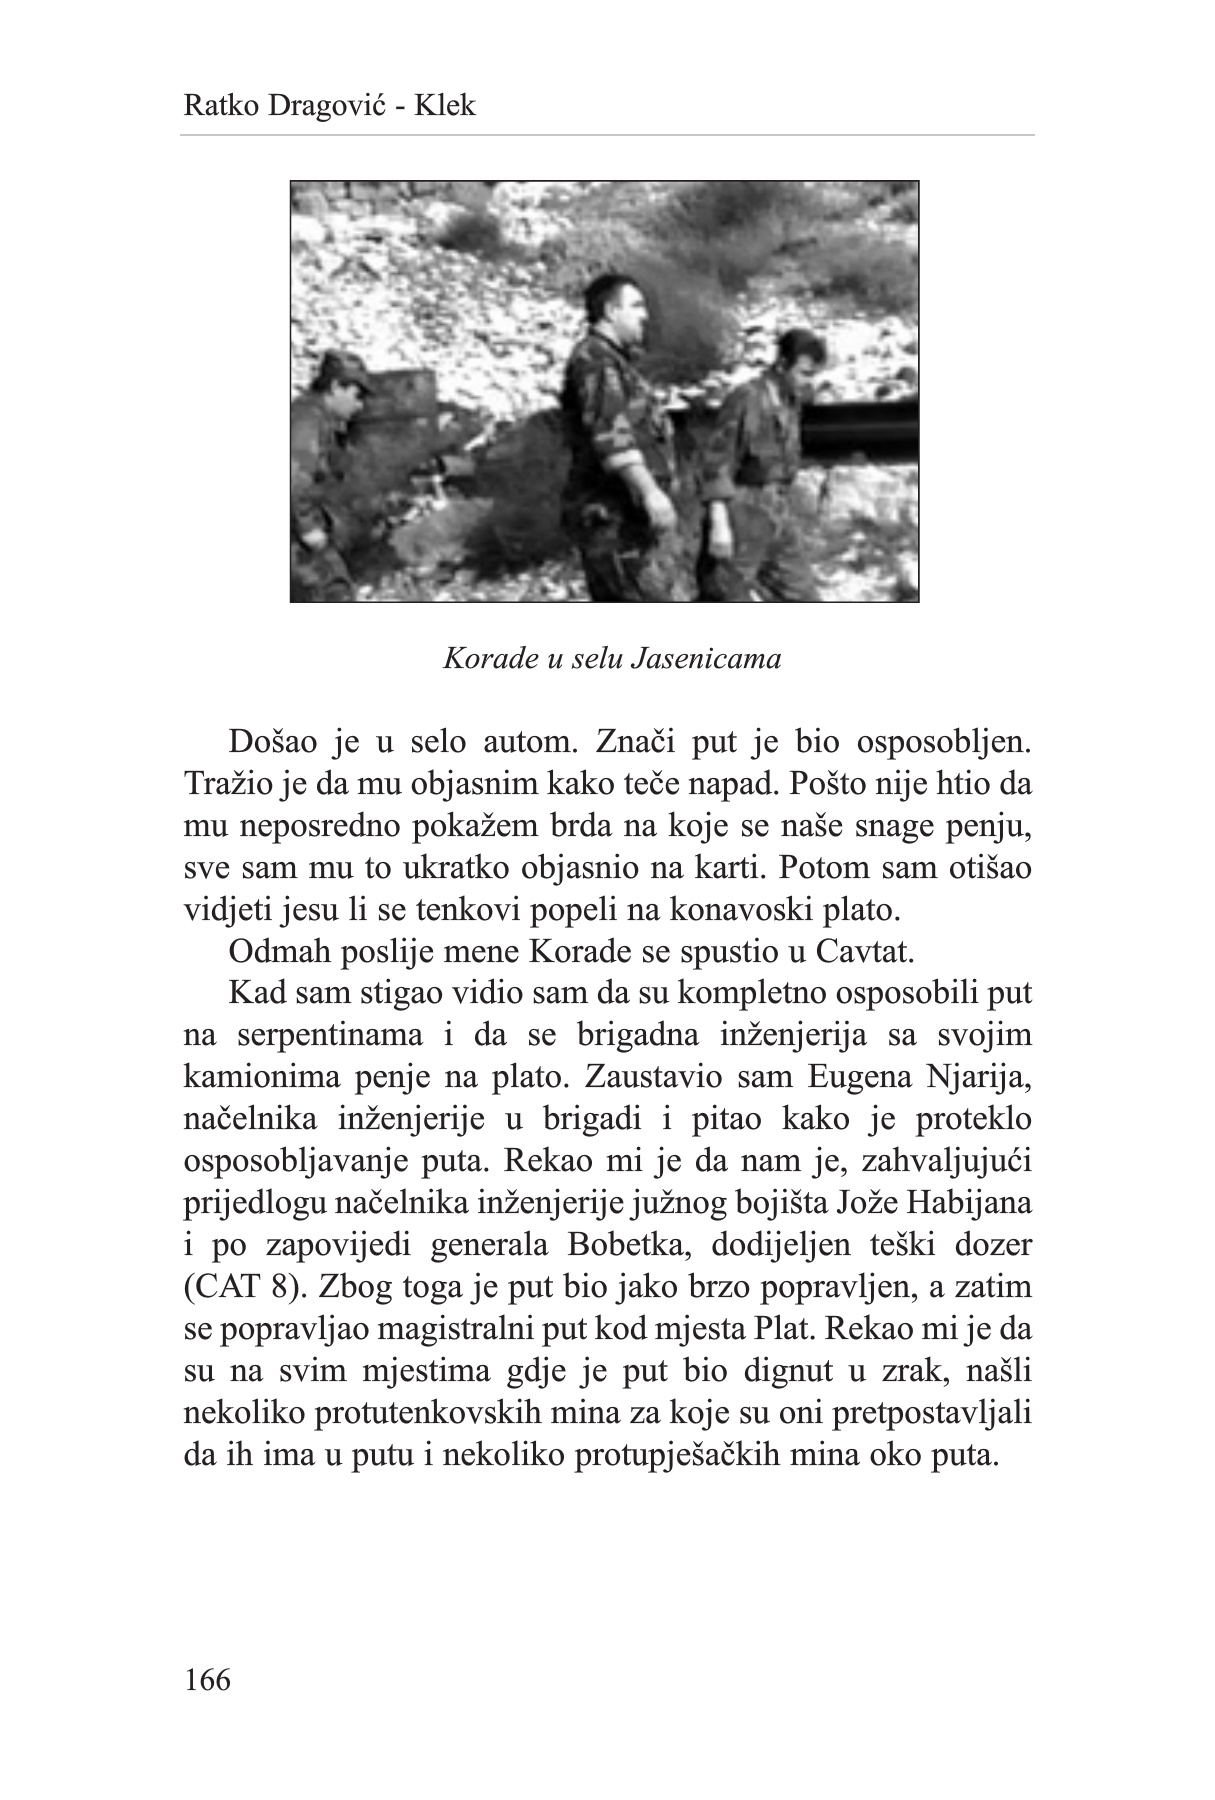 Ratko Dragović - Klek
Korade u selu Jasenicama
Došao je u selo autom. Znači put je bio osposobljen.
Tražio je da mu objasnim kako teče napad. Pošto nije htio da
mu neposredno pokažem brda na koje se naše snage penju,
sve sam mu to ukratko objasnio na karti. Potom sam otišao
vidjeti jesu li se tenkovi popeli na konavoski plato.
Odmah poslije mene Korade se spustio u Cavtat.
Kad sam stigao vidio sam da su kompletno osposobili put
na serpentinama i da se brigadna inženjerija sa svojim
kamionima penje na plato. Zaustavio sam Eugena Njarija,
načelnika inženjerije u brigadi i pitao kako je proteklo
osposobljavanje puta. Rekao mi je da nam je, zahvaljujući
prijedlogu načelnika inženjerije južnog bojišta Jože Habijana
i po zapovijedi generala Bobetka, dodijeljen teški dozer
(CAT 8). Zbog toga je put bio jako brzo popravljen, a zatim
se popravljao magistralni put kod mjesta Plat. Rekao mi je da
su na svim mjestima gdje je put bio dignut u zrak, našli
nekoliko protutenkovskih mina za koje su oni pretpostavljali
da ih ima u putu i nekoliko protupješačkih mina oko puta.
166